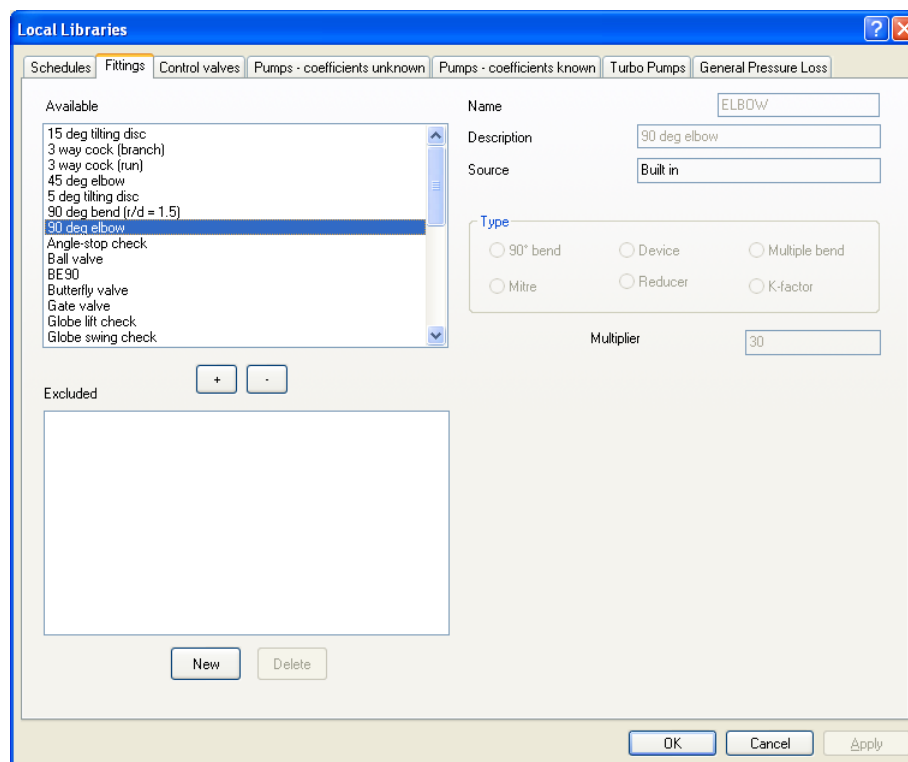 Local Libraries
Schedules Fittings Control valves Pumps - coefficients unknown Pumps - coefficients known Turbo Pumps General Pressure Loss
Available
15 deg tilting disc
3 way cock (branch)
3 way cock (run)
45 deg elbow
5 deg tilting disc
90 deg bend (r/d = 1.5)
90 deg elbow
Angle-stop check
Ball valve
BE90
Butterfly valve
Gate valve
Globe lift check
Globe swing check
+ -
Excluded
New Delete
Name ELBOW
Description 90 deg elbow
Source Built in
Type
90° bend Device Multiple bend
Mitre Reducer K-factor
Multiplier 30
OK Cancel Apply